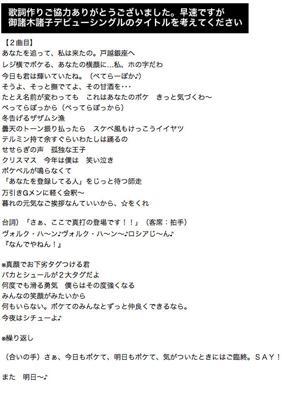 歌詞作りご協力ありがとうございました。早速ですが
御諸木諸子デビューシングルのタイトルを考えてください
【２曲目】
あなたを追って、私は来たの。戸越銀座へ
レジ横でボケる、あなたの横顔に…私、ホの字だわ
今日も君は輝いていたね。（べてらーぽか♪）
そうよ、そっと撫でてよ、その甘酒を・・・
たとえ名前が変わっても　これはあなたのボケ　きっと気づくわ～
べってらぽっから（べってらぽっから）
冬告げるザザムシ漁
曇天のトーン振り払ったら　スケベ風もけっこうイイヤツ
テルミン持て余すぐらいわたしは踊るの
せせらぎの声　孤独な王子
クリスマス　今年は僕は　笑い泣き
ポケベルが鳴らなくて
「あなたを登録してる人」をじっと待つ師走
万引きGメンに軽く会釈～
暮れの元気なご挨拶なんていいから、☆をくれ
台詞）「さぁ、ここで真打の登場です！！」（客席：拍手）
ヴォルク・ハ～ン♪ヴォルク・ハ～ン～♪ロシアじ～ん♪
『なんでやねん！』
※真顔でお下劣タグつける君
バカとシュールが２大タグだよ
何度でも滑る勇気　僕らはその度強くなる
みんなの笑顔がみたいから
何もいらない。ボケてのみんなとずっと仲良くできるなら。
今夜はシチューよ♪
※繰り返し
（合いの手）さぁ、今日もボケて、明日もボケて、気がついたときにはご臨終。ＳＡＹ！
また　明日～♪